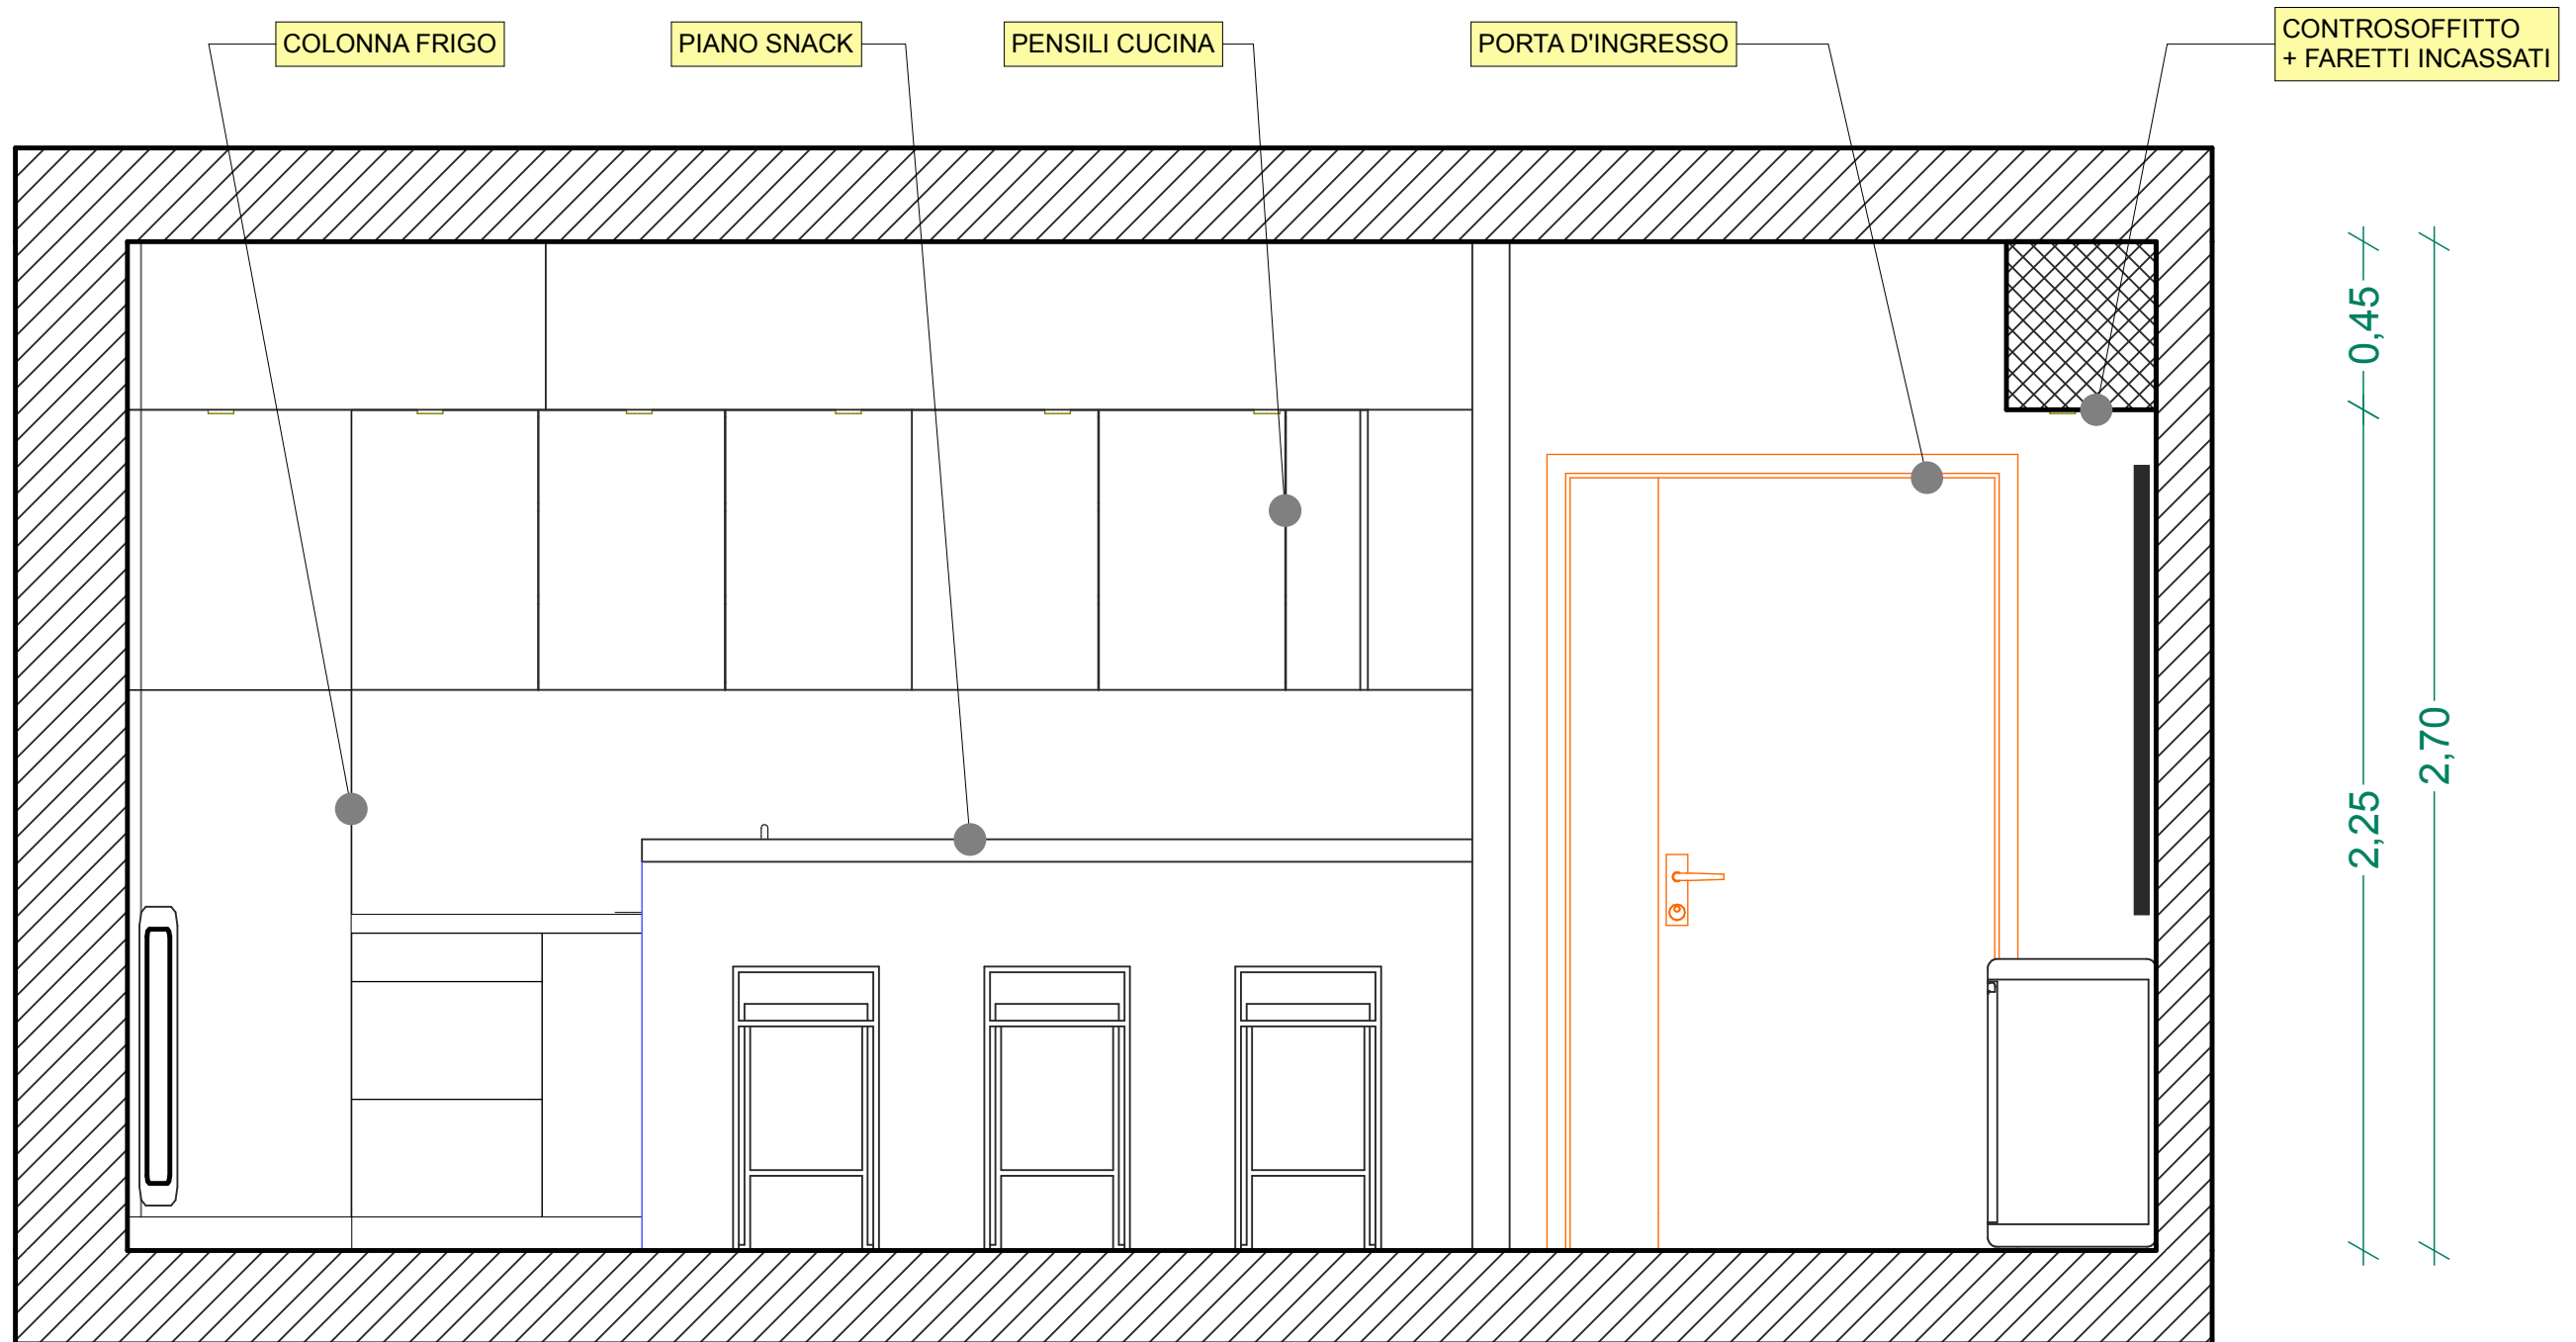 COLONNA FRIGO
PIANO SNACK
PENSILI CUCINA
PORTA D'INGRESSO
CONTROSOFFITTO
+ FARETTI INCASSATI
0,45
2,25
2,70